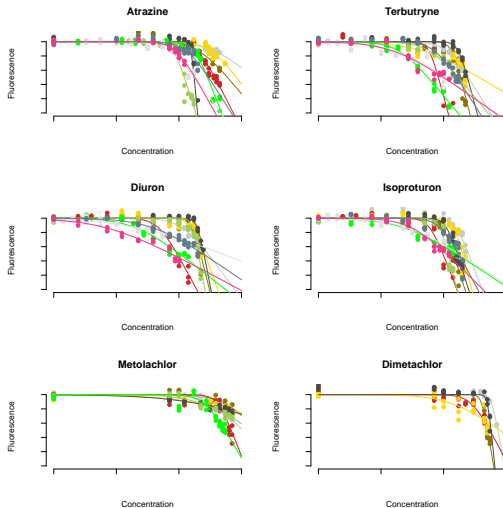 Atrazine
Terbutryne
Fluorescence
Fluorescence
Concentration
Concentration
Diuron
Isoproturon
Fluorescence
Fluorescence
Concentration
Concentration
Metolachlor
Dimetachlor
Fluorescence
Fluorescence
Concentration
Concentration